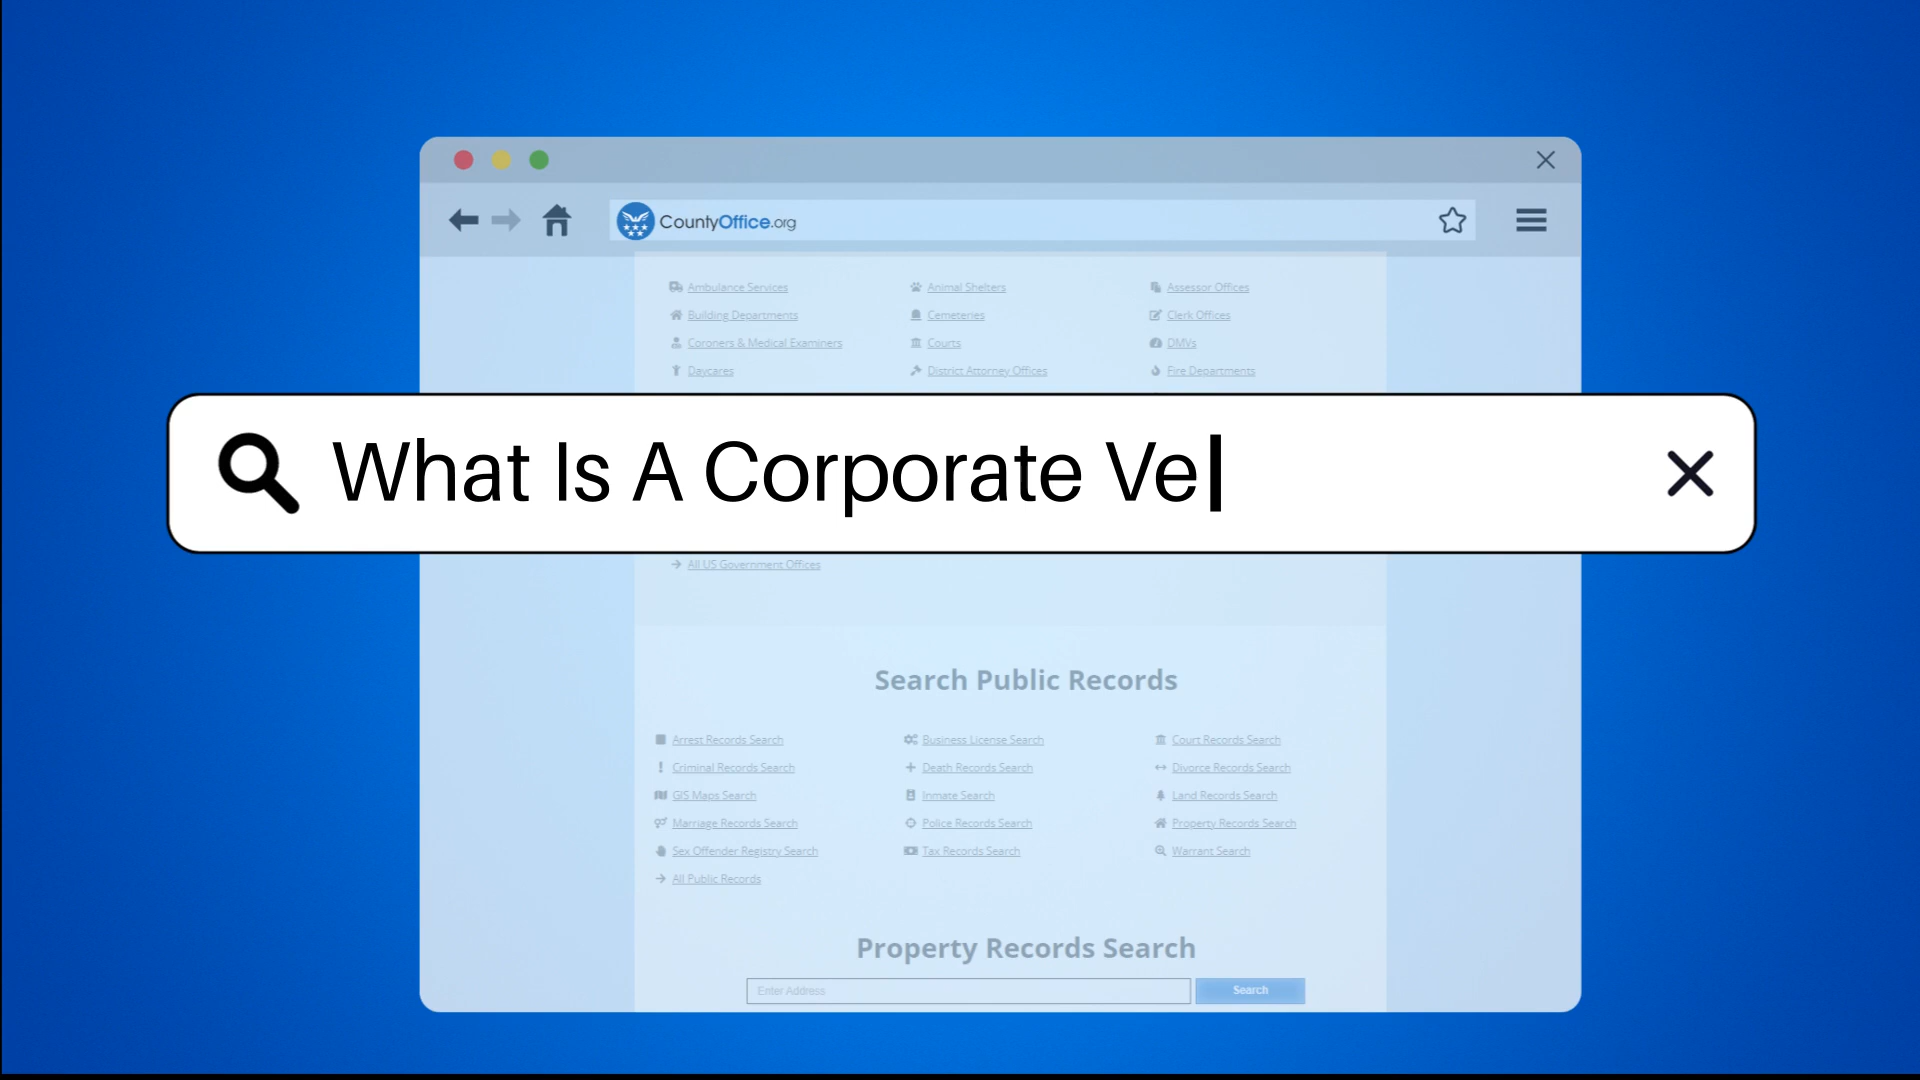 CountyOffice.org
Ambulance Services
Animal Shelters
Assessor Offices
Building Departments
Cemeteries
Clerk Offices
Coroners & Medical Examiners
Courts
DMVs
Daycares
District Attorney Offices
Fire Departments
What Is A Corporate Ve
All US Government Offices
Search Public Records
Arrest Records Search
Business License Search
Court Records Search
Criminal Records Search
Death Records Search
Divorce Records Search
GIS Maps Search
Inmate Search
Land Records Search
Marriage Records Search
Police Records Search
Property Records Search
Sex Offender Registry Search
Tax Records Search
Warrant Search
All Public Records
Property Records Search
Enter Address
Search